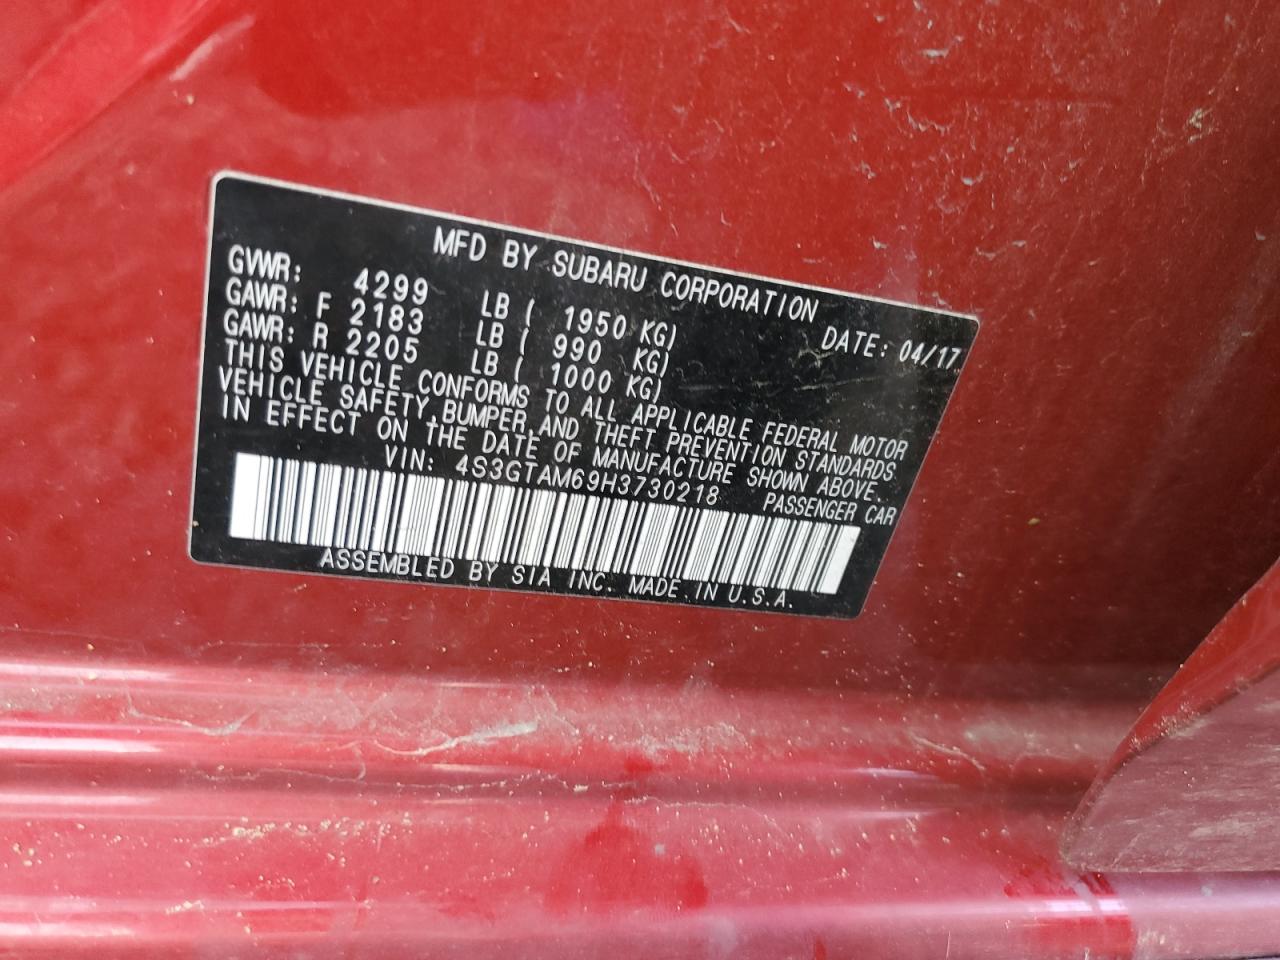 MFD BY SUBARU CORPORATION
GVWR: 4299 LB ( 1950 KG) DATE: 04/17
GAWR: F 2183 LB ( 990 KG)
GAWR: R 2205 LB ( 1000 KG)
THIS VEHICLE CONFORMS TO ALL APPLICABLE FEDERAL MOTOR
VEHICLE SAFETY, BUMPER, AND THEFT PREVENTION STANDARDS
IN EFFECT ON THE DATE OF MANUFACTURE SHOWN ABOVE.
VIN: 4S3GTAM69H3730218 PASSENGER CAR
ASSEMBLED BY SIA INC. MADE IN U.S.A.